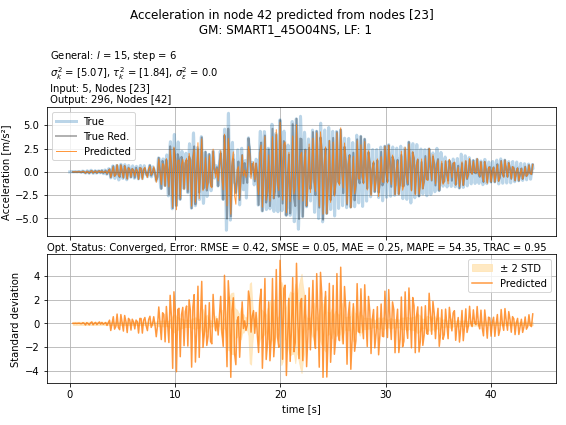 Acceleration in node 42 predicted from nodes [23]
GM: SMART1_45O04NS, LF: 1
General: l = 15, step = 6
σ²ₖ = [5.07], τ²ₖ = [1.84], σ²ε = 0.0
Input: 5, Nodes [23]
Output: 296, Nodes [42]
True
True Red.
Predicted
Acceleration [m/s²]
5.0
2.5
0.0
−2.5
−5.0
Opt. Status: Converged, Error: RMSE = 0.42, SMSE = 0.05, MAE = 0.25, MAPE = 54.35, TRAC = 0.95
± 2 STD
Predicted
Standard deviation
4
2
0
−2
−4
0 10 20 30 40
time [s]